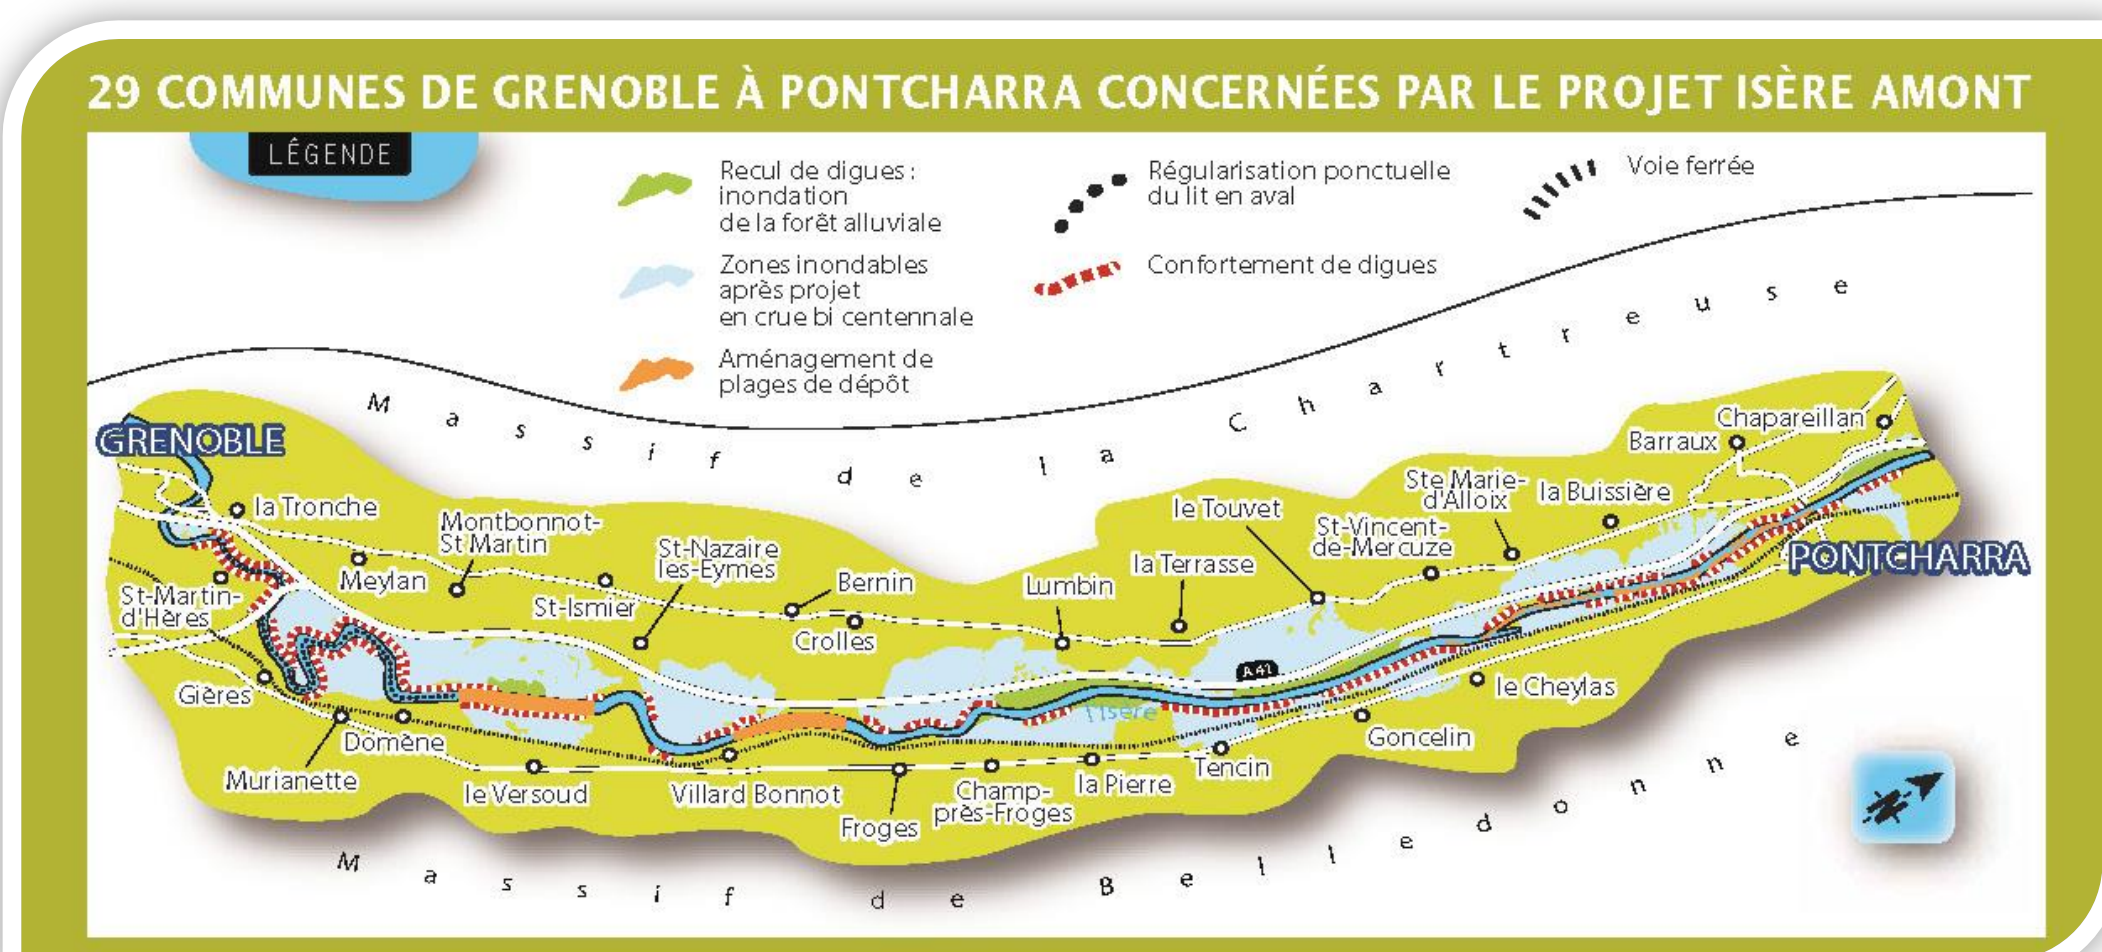 29 COMMUNES DE GRENOBLE À PONTCHARRA CONCERNÉES PAR LE PROJET ISÈRE AMONT
LÉGENDE
Recul de digues :
inondation
de la forêt alluviale
Zones inondables
après projet
en crue bi centennale
Aménagement de
plages de dépôt
Régularisation ponctuelle
du lit en aval
Confortement de digues
Voie ferrée
Massif de la Chartreuse
GRENOBLE
la Tronche
Meylan
Montbonnot-
St Martin
St-Ismier
St-Nazaire
les-Eymes
Bernin
Crolles
Lumbin
la Terrasse
le Touvet
St-Vincent-
de-Mercuze
Ste Marie-
d'Alloix
la Buissière
Barraux
Chapareillan
PONTCHARRA
St-Martin-
d'Hères
Gières
Murianette
Domène
le Versoud
Villard Bonnot
Froges
Champ-
près-Froges
la Pierre
Tencin
Goncelin
le Cheylas
A 41
l'Isère
Massif de Belledonne
N